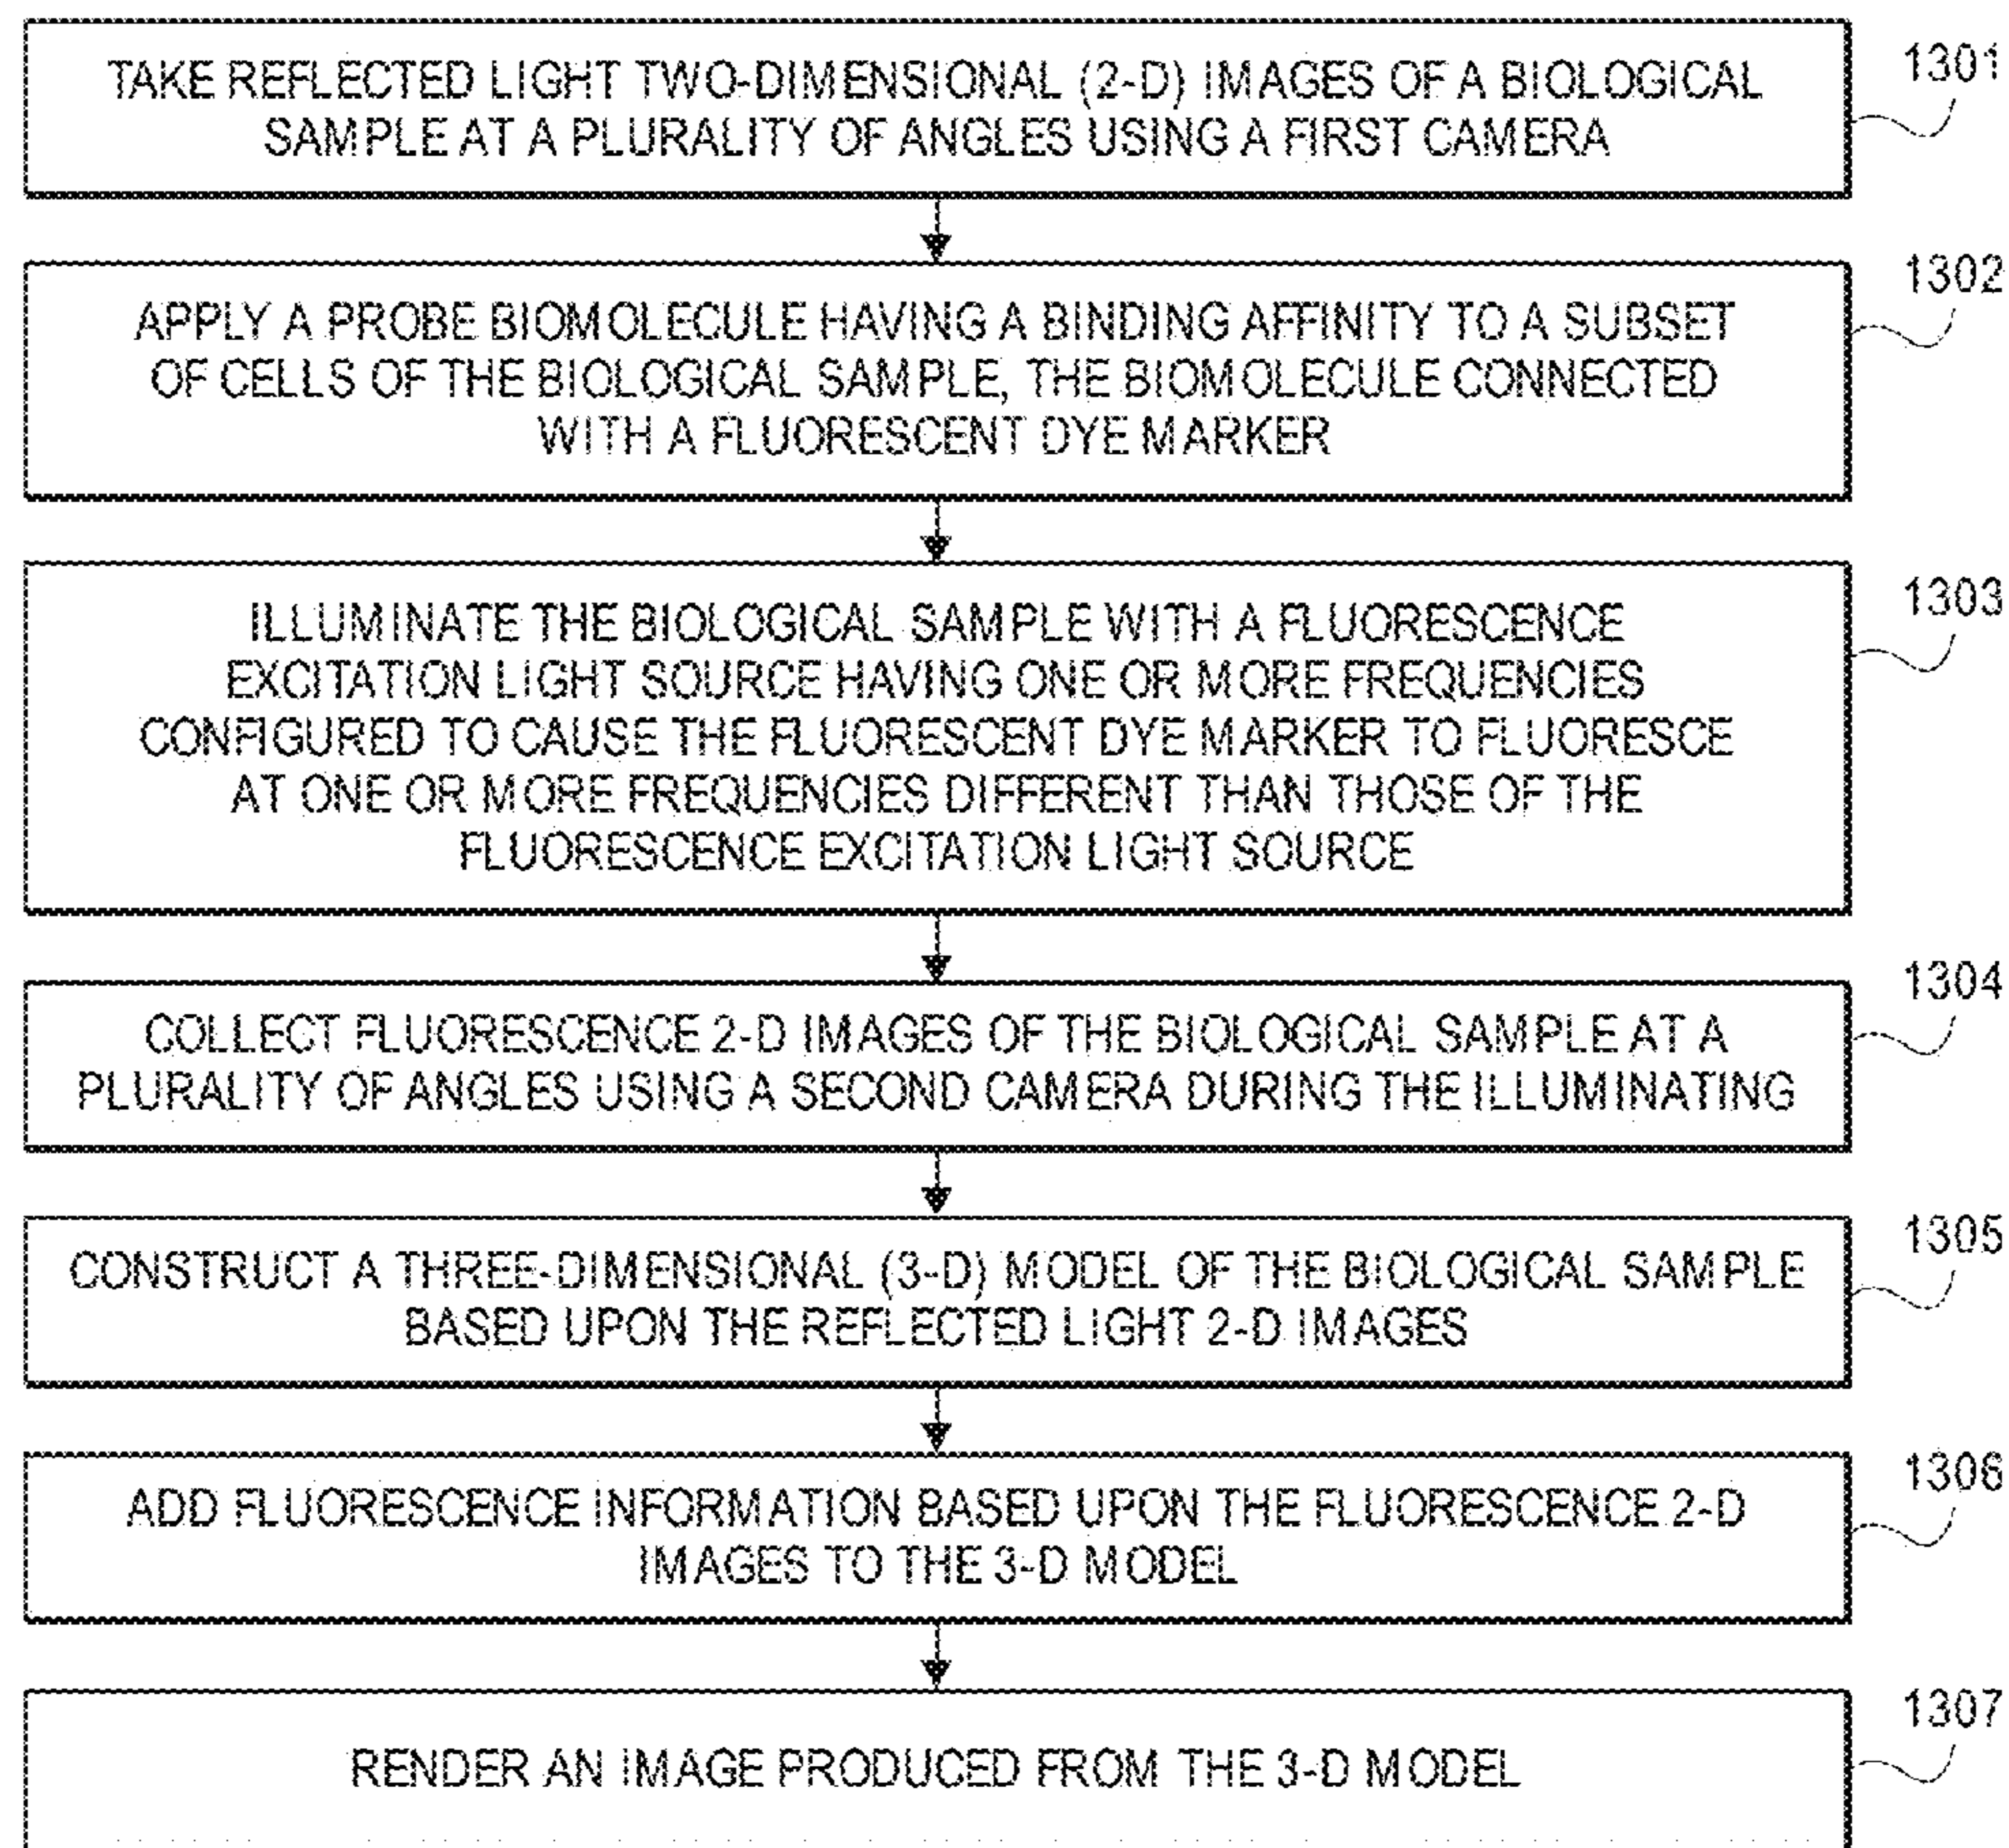 TAKE REFLECTED LIGHT TWO-DIMENSIONAL (2-D) IMAGES OF A BIOLOGICAL
SAMPLE AT A PLURALITY OF ANGLES USING A FIRST CAMERA
1301
APPLY A PROBE BIOMOLECULE HAVING A BINDING AFFINITY TO A SUBSET
OF CELLS OF THE BIOLOGICAL SAMPLE, THE BIOMOLECULE CONNECTED
WITH A FLUORESCENT DYE MARKER
1302
ILLUMINATE THE BIOLOGICAL SAMPLE WITH A FLUORESCENCE
EXCITATION LIGHT SOURCE HAVING ONE OR MORE FREQUENCIES
CONFIGURED TO CAUSE THE FLUORESCENT DYE MARKER TO FLUORESCE
AT ONE OR MORE FREQUENCIES DIFFERENT THAN THOSE OF THE
FLUORESCENCE EXCITATION LIGHT SOURCE
1303
COLLECT FLUORESCENCE 2-D IMAGES OF THE BIOLOGICAL SAMPLE AT A
PLURALITY OF ANGLES USING A SECOND CAMERA DURING THE ILLUMINATING
1304
CONSTRUCT A THREE-DIMENSIONAL (3-D) MODEL OF THE BIOLOGICAL SAMPLE
BASED UPON THE REFLECTED LIGHT 2-D IMAGES
1305
ADD FLUORESCENCE INFORMATION BASED UPON THE FLUORESCENCE 2-D
IMAGES TO THE 3-D MODEL
1306
RENDER AN IMAGE PRODUCED FROM THE 3-D MODEL
1307